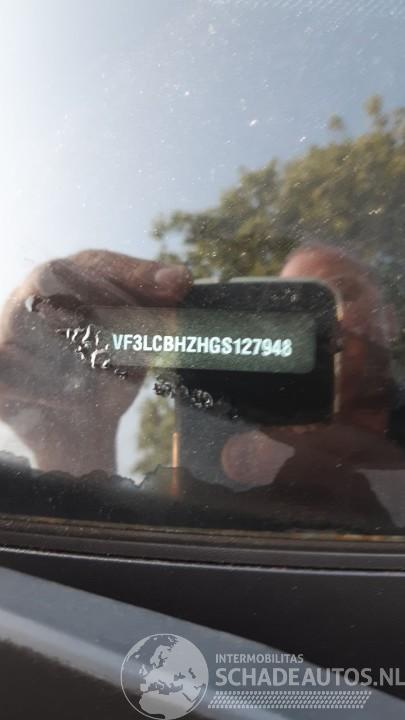 VF3LCBHZHGS127948
INTERMOBILITAS
SCHADEAUTOS.NL